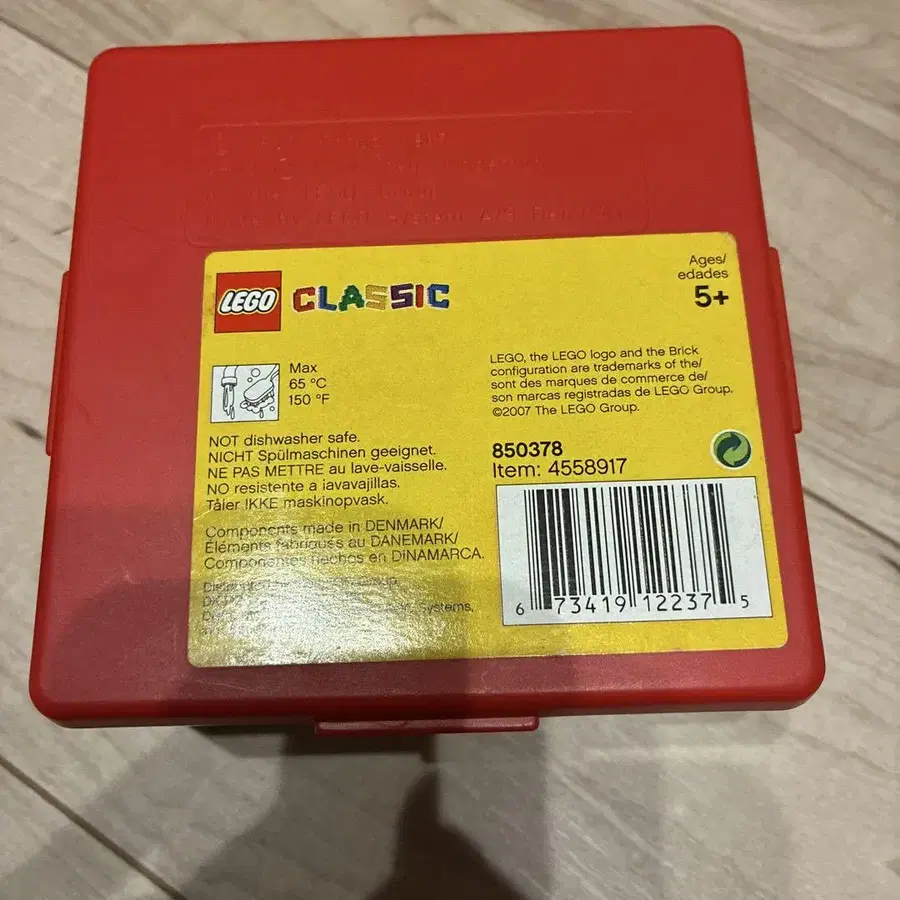 LEGO CLASSIC
Ages/
edades
5+
Max
65 °C
150 °F
LEGO, the LEGO logo and the Brick
configuration are trademarks of the/
sont des marques de commerce de/
son marcas registradas de LEGO Group.
©2007 The LEGO Group.
NOT dishwasher safe.
NICHT Spülmaschinen geeignet.
NE PAS METTRE au lave-vaisselle.
NO resistente a lavavajillas.
Tåler IKKE maskinopvask.
850378
Item: 4558917
Components made in DENMARK/
Éléments fabriqués au DANEMARK/
Componentes hechos en DINAMARCA.
Systems,
6 73419 12237 5